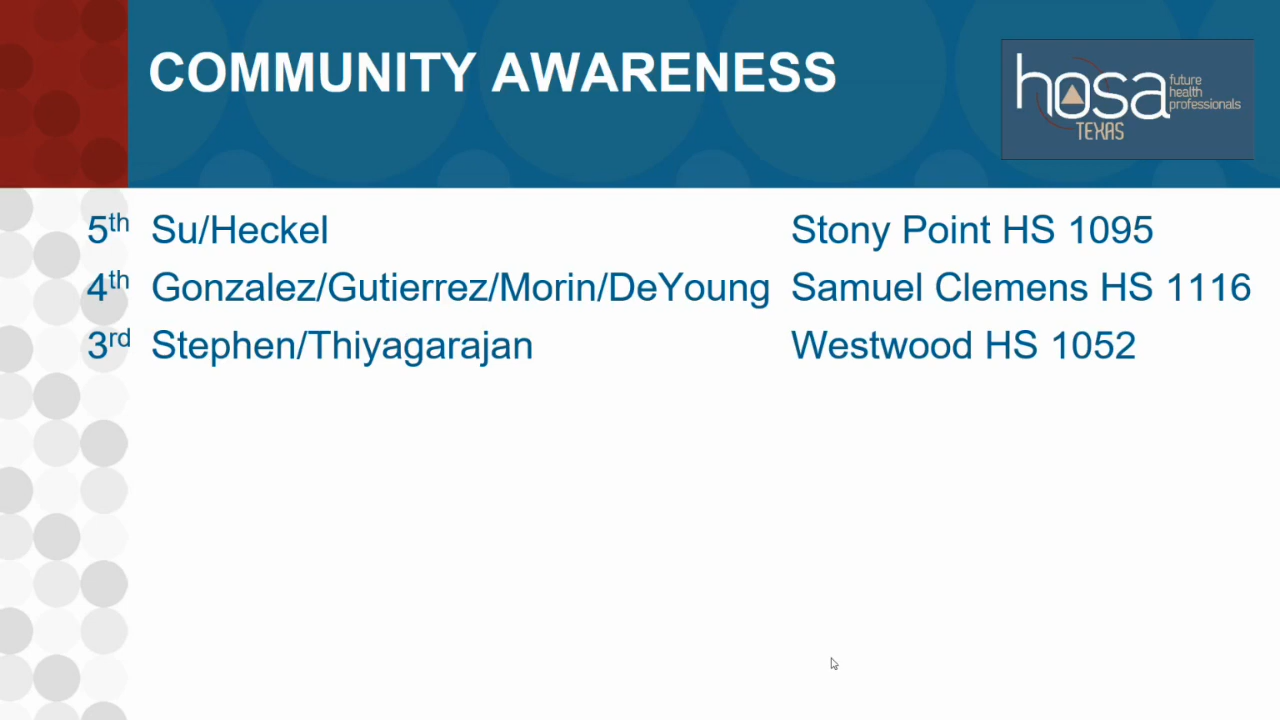 COMMUNITY AWARENESS
hosa future health professionals
TEXAS
5th Su/Heckel Stony Point HS 1095
4th Gonzalez/Gutierrez/Morin/DeYoung Samuel Clemens HS 1116
3rd Stephen/Thiyagarajan Westwood HS 1052